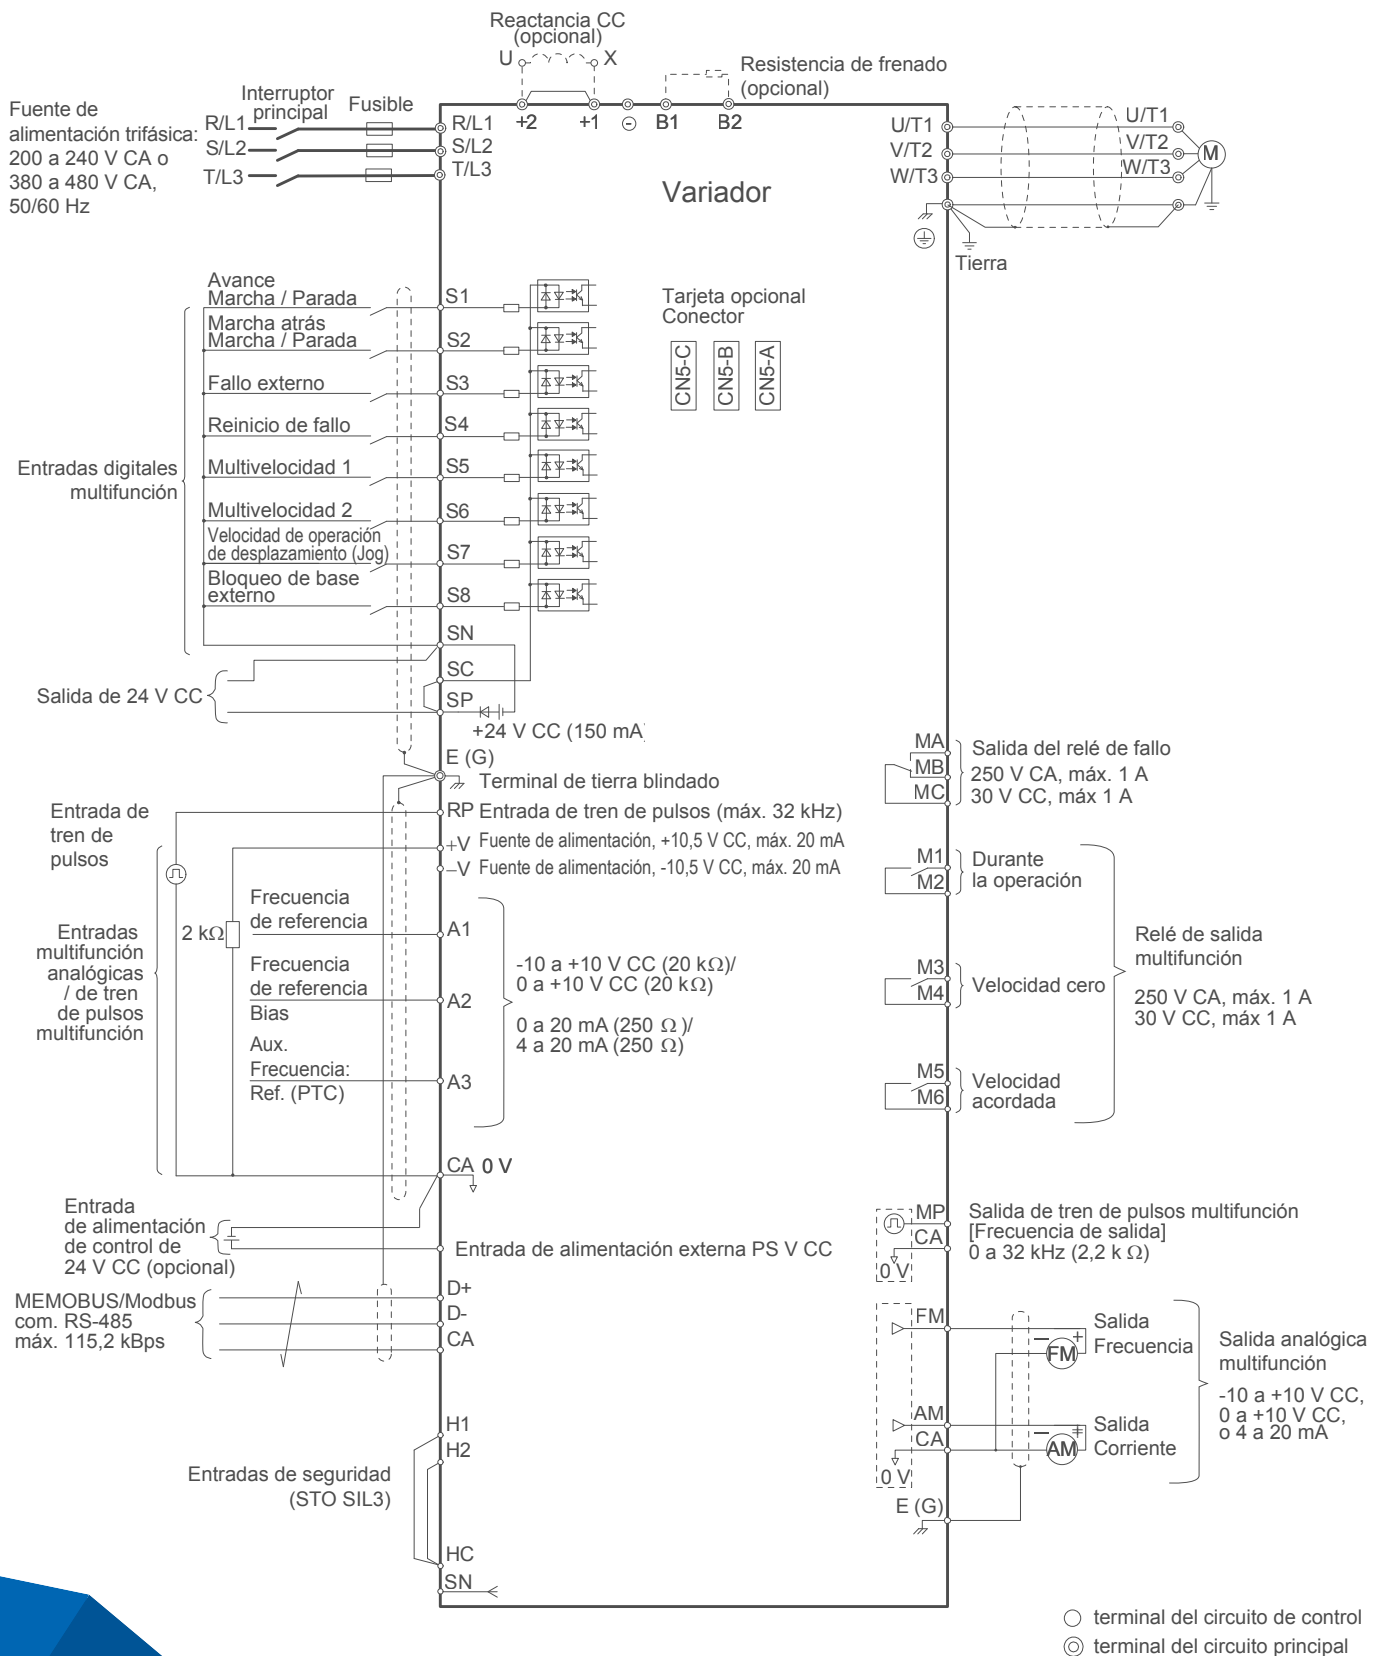 Reactancia CC
(opcional)
U X
Resistencia de frenado
(opcional)
Fuente de
alimentación trifásica:
200 a 240 V CA o
380 a 480 V CA,
50/60 Hz
Interruptor
principal
Fusible
R/L1
S/L2
T/L3
R/L1
S/L2
T/L3
+2 +1 − B1 B2
Variador
U/T1
V/T2
W/T3
U/T1
V/T2
W/T3
M
Tierra
Tarjeta opcional
Conector
CN5-C
CN5-B
CN5-A
Entradas digitales
multifunción
Avance
Marcha / Parada
S1
Marcha atrás
Marcha / Parada
S2
Fallo externo
S3
Reinicio de fallo
S4
Multivelocidad 1
S5
Multivelocidad 2
S6
Velocidad de operación
de desplazamiento (Jog)
S7
Bloqueo de base
externo
S8
SN
SC
SP
Salida de 24 V CC
+24 V CC (150 mA
E (G)
Terminal de tierra blindado
Entrada de
tren de
pulsos
RP Entrada de tren de pulsos (máx. 32 kHz)
+V Fuente de alimentación, +10,5 V CC, máx. 20 mA
–V Fuente de alimentación, -10,5 V CC, máx. 20 mA
Entradas
multifunción
analógicas
/ de tren
de pulsos
multifunción
2 kΩ
Frecuencia
de referencia
A1
Frecuencia
de referencia
Bias
A2
Aux.
Frecuencia:
Ref. (PTC)
A3
-10 a +10 V CC (20 kΩ)/
0 a +10 V CC (20 kΩ)
0 a 20 mA (250 Ω )/
4 a 20 mA (250 Ω)
CA 0 V
Entrada
de alimentación
de control de
24 V CC (opcional)
Entrada de alimentación externa PS V CC
MEMOBUS/Modbus
com. RS-485
máx. 115,2 kBps
D+
D-
CA
H1
H2
Entradas de seguridad
(STO SIL3)
HC
SN
MA
MB
MC
Salida del relé de fallo
250 V CA, máx. 1 A
30 V CC, máx 1 A
M1
M2
Durante
la operación
M3
M4
Velocidad cero
M5
M6
Velocidad
acordada
Relé de salida
multifunción
250 V CA, máx. 1 A
30 V CC, máx 1 A
MP
CA
0 V
Salida de tren de pulsos multifunción
[Frecuencia de salida]
0 a 32 kHz (2,2 k Ω)
FM
− +
FM
Salida
Frecuencia
AM
CA
0 V
−
AM
Salida
Corriente
E (G)
Salida analógica
multifunción
-10 a +10 V CC,
0 a +10 V CC,
o 4 a 20 mA
terminal del circuito de control
terminal del circuito principal